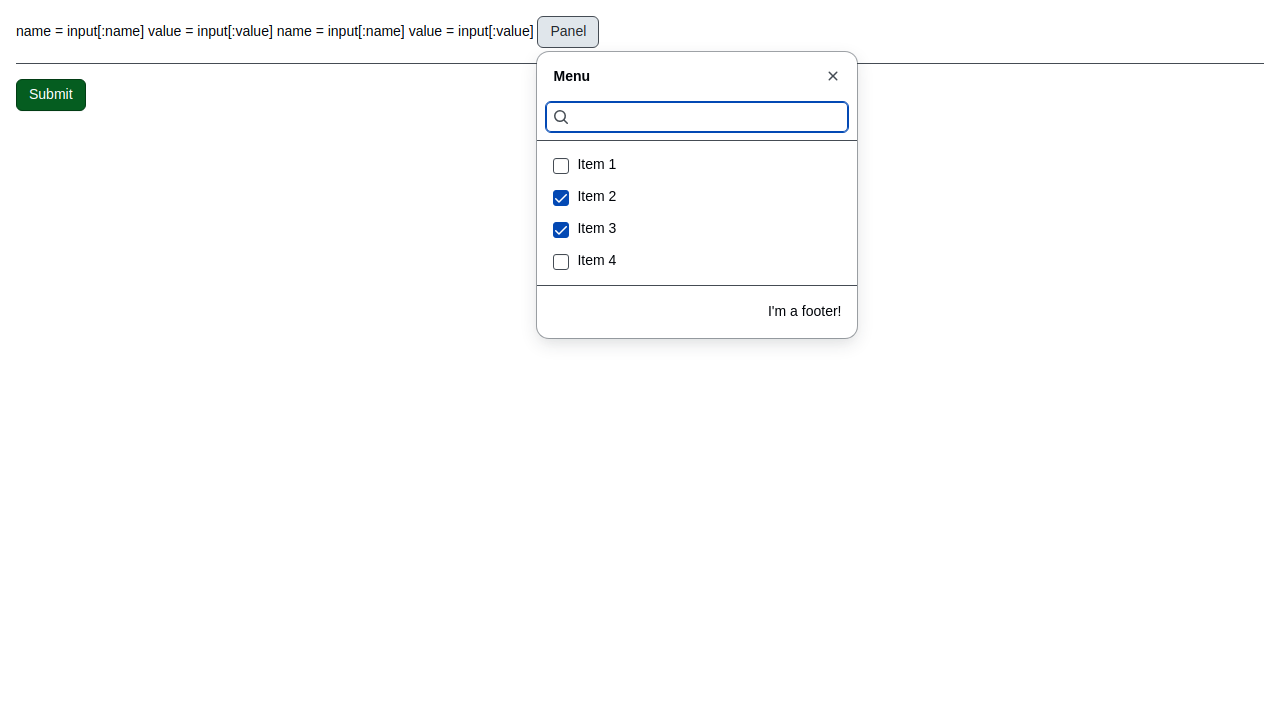 name = input[:name] value = input[:value] name = input[:name] value = input[:value] Panel
Menu
Submit
Item 1
Item 2
Item 3
Item 4
I'm a footer!